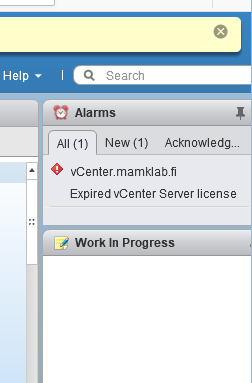 Help
Search
Alarms
All (1) New (1) Acknowledg...
vCenter.mamklab.fi
Expired vCenter Server license
Work In Progress